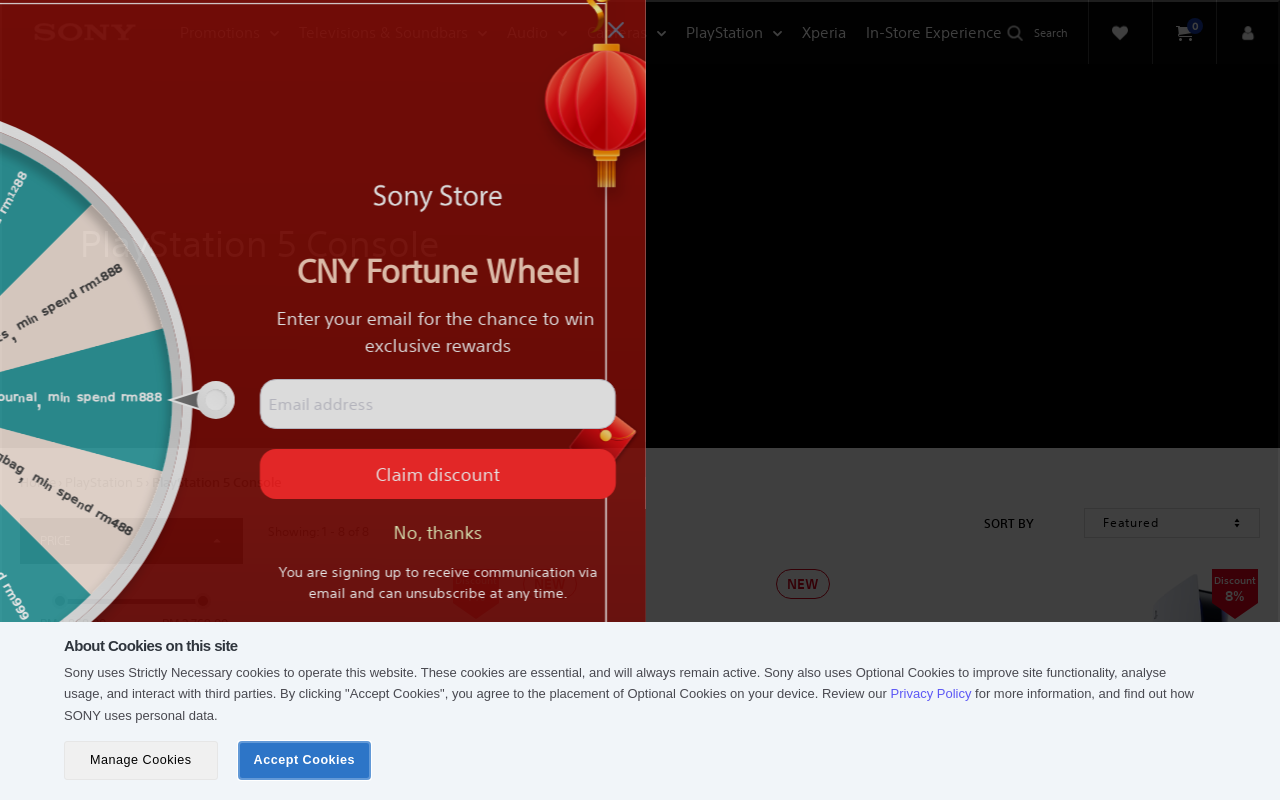 SONY
Promotions
Televisions & Soundbars
Audio
PlayStation
Xperia
In-Store Experience
Search
0
Sony Store
PlayStation 5 Console
CNY Fortune Wheel
Enter your email for the chance to win
exclusive rewards
Email address
Claim discount
No, thanks
You are signing up to receive communication via
email and can unsubscribe at any time.
rm1288
, min spend rm1888
, min spend rm888
, min spend rm488
rm999
PlayStation 5 Console
PRICE
Showing: 1 - 8 of 8
SORT BY
Featured
NEW
Discount
8%
About Cookies on this site
Sony uses Strictly Necessary cookies to operate this website. These cookies are essential, and will always remain active. Sony also uses Optional Cookies to improve site functionality, analyse
usage, and interact with third parties. By clicking "Accept Cookies", you agree to the placement of Optional Cookies on your device. Review our Privacy Policy for more information, and find out how
SONY uses personal data.
Manage Cookies
Accept Cookies